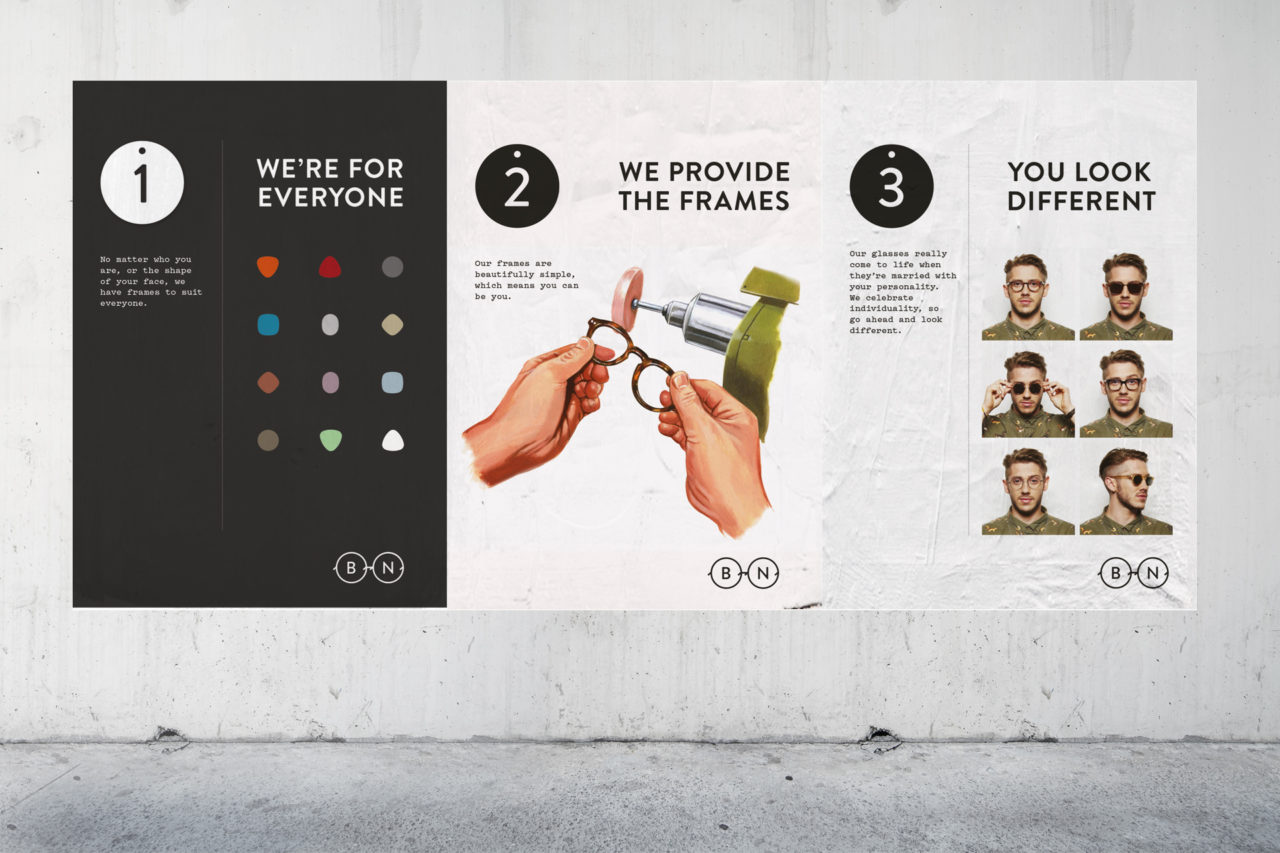 1
WE'RE FOR
EVERYONE
No matter who you
are, or the shape
of your face, we
have frames to suit
everyone.
B N
2
WE PROVIDE
THE FRAMES
Our frames are
beautifully simple,
which means you can
be you.
B N
3
YOU LOOK
DIFFERENT
Our glasses really
come to life when
they're married with
your personality.
We celebrate
individuality, so
go ahead and look
different.
B N